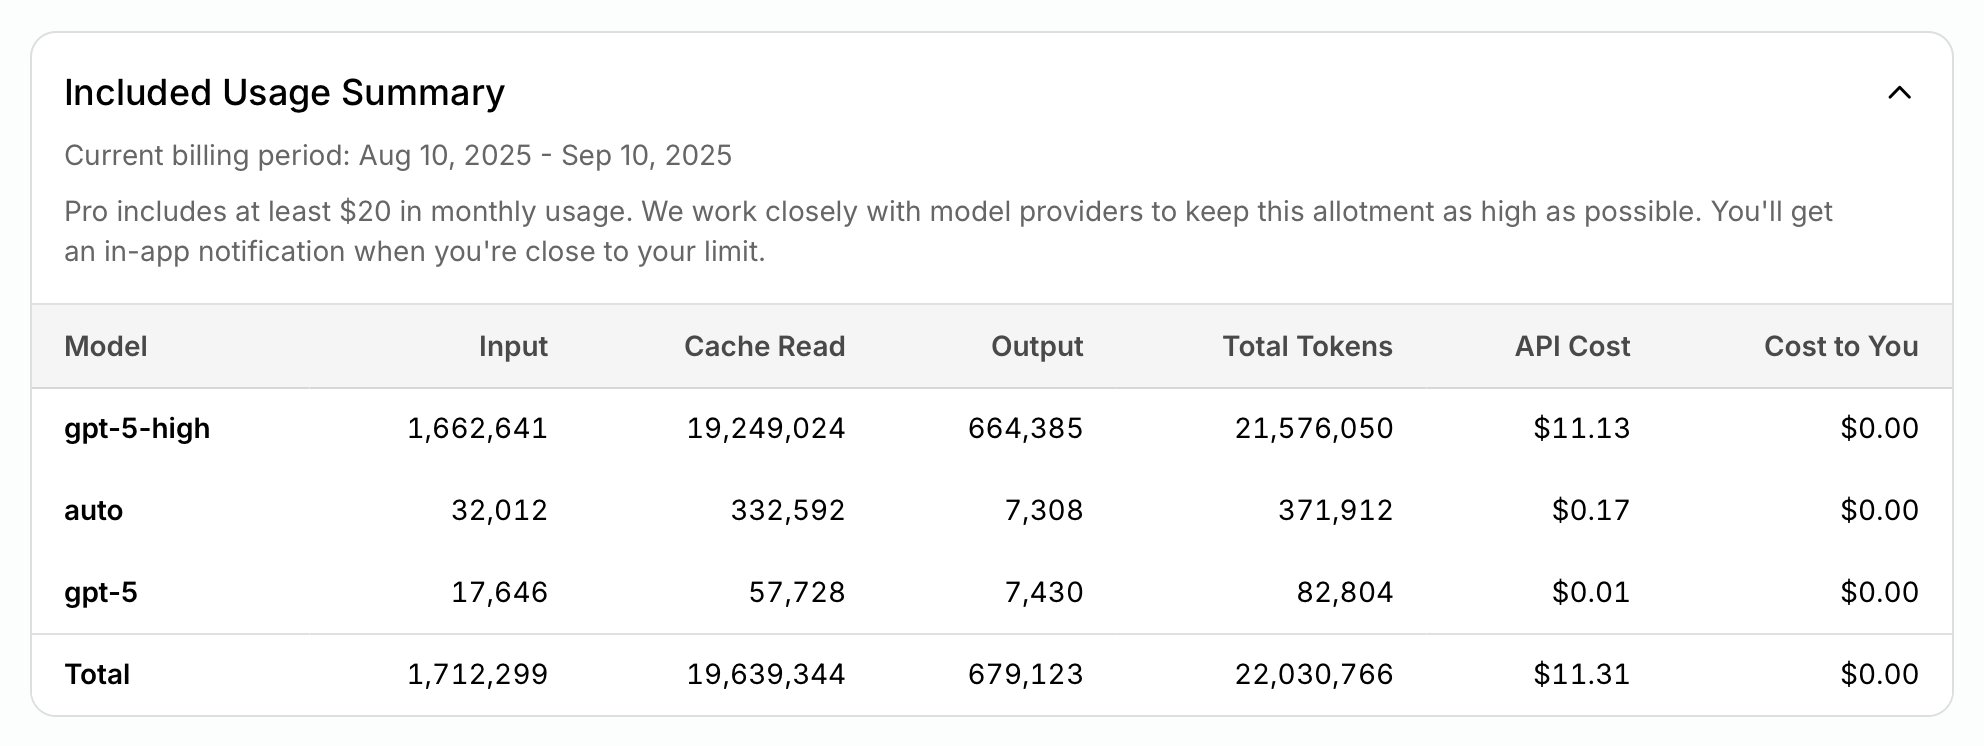 Included Usage Summary
Current billing period: Aug 10, 2025 - Sep 10, 2025
Pro includes at least $20 in monthly usage. We work closely with model providers to keep this allotment as high as possible. You'll get
an in-app notification when you're close to your limit.
Model Input Cache Read Output Total Tokens API Cost Cost to You
gpt-5-high 1,662,641 19,249,024 664,385 21,576,050 $11.13 $0.00
auto 32,012 332,592 7,308 371,912 $0.17 $0.00
gpt-5 17,646 57,728 7,430 82,804 $0.01 $0.00
Total 1,712,299 19,639,344 679,123 22,030,766 $11.31 $0.00